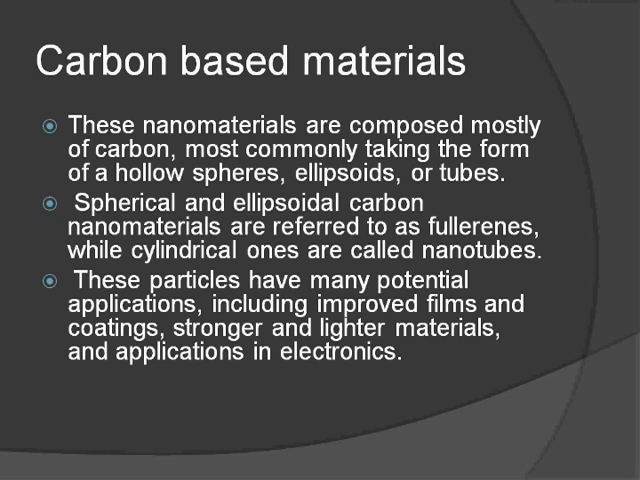 Carbon based materials
These nanomaterials are composed mostly
of carbon, most commonly taking the form
of a hollow spheres, ellipsoids, or tubes.
Spherical and ellipsoidal carbon
nanomaterials are referred to as fullerenes,
while cylindrical ones are called nanotubes.
These particles have many potential
applications, including improved films and
coatings, stronger and lighter materials,
and applications in electronics.